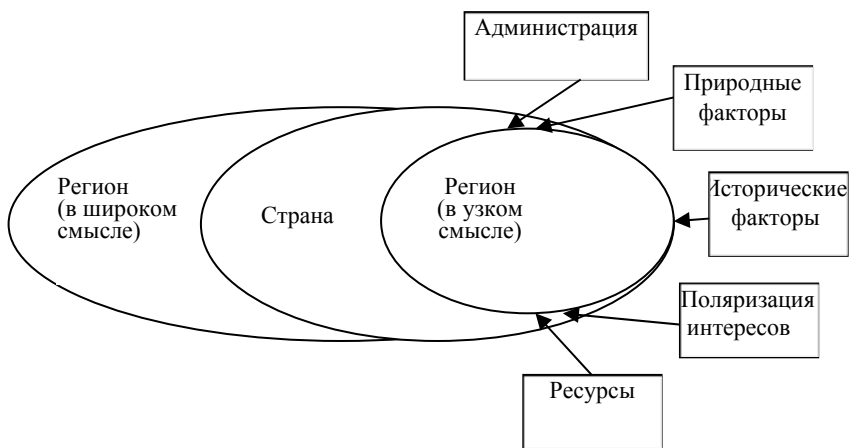 Администрация
Природные
факторы
Регион
(в широком
смысле)
Страна
Регион
(в узком
смысле)
Исторические
факторы
Поляризация
интересов
Ресурсы